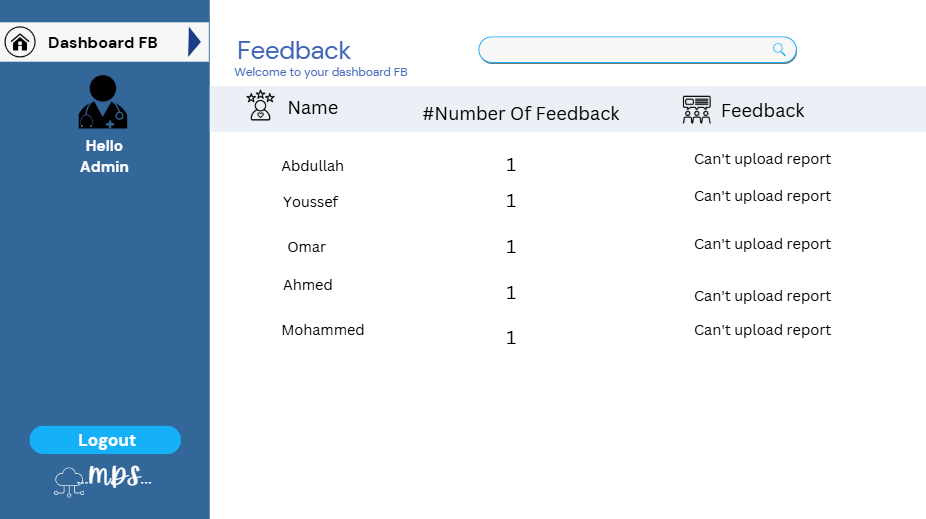 Dashboard FB
Hello
Admin
Logout
...mps...
Feedback
Welcome to your dashboard FB
Name #Number Of Feedback Feedback
Abdullah 1 Can't upload report
Youssef 1 Can't upload report
Omar 1 Can't upload report
Ahmed 1 Can't upload report
Mohammed 1 Can't upload report